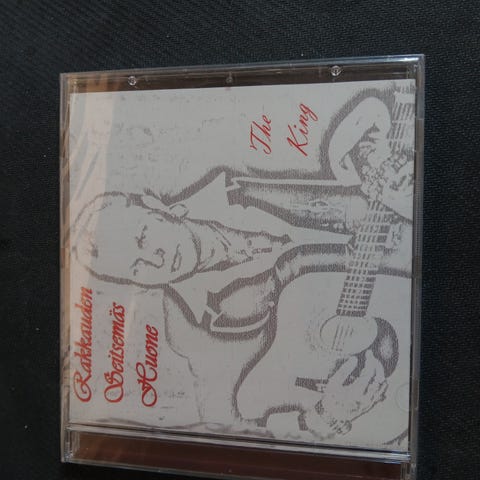 Rakkauden
Seitsemäs
Huone
The
King